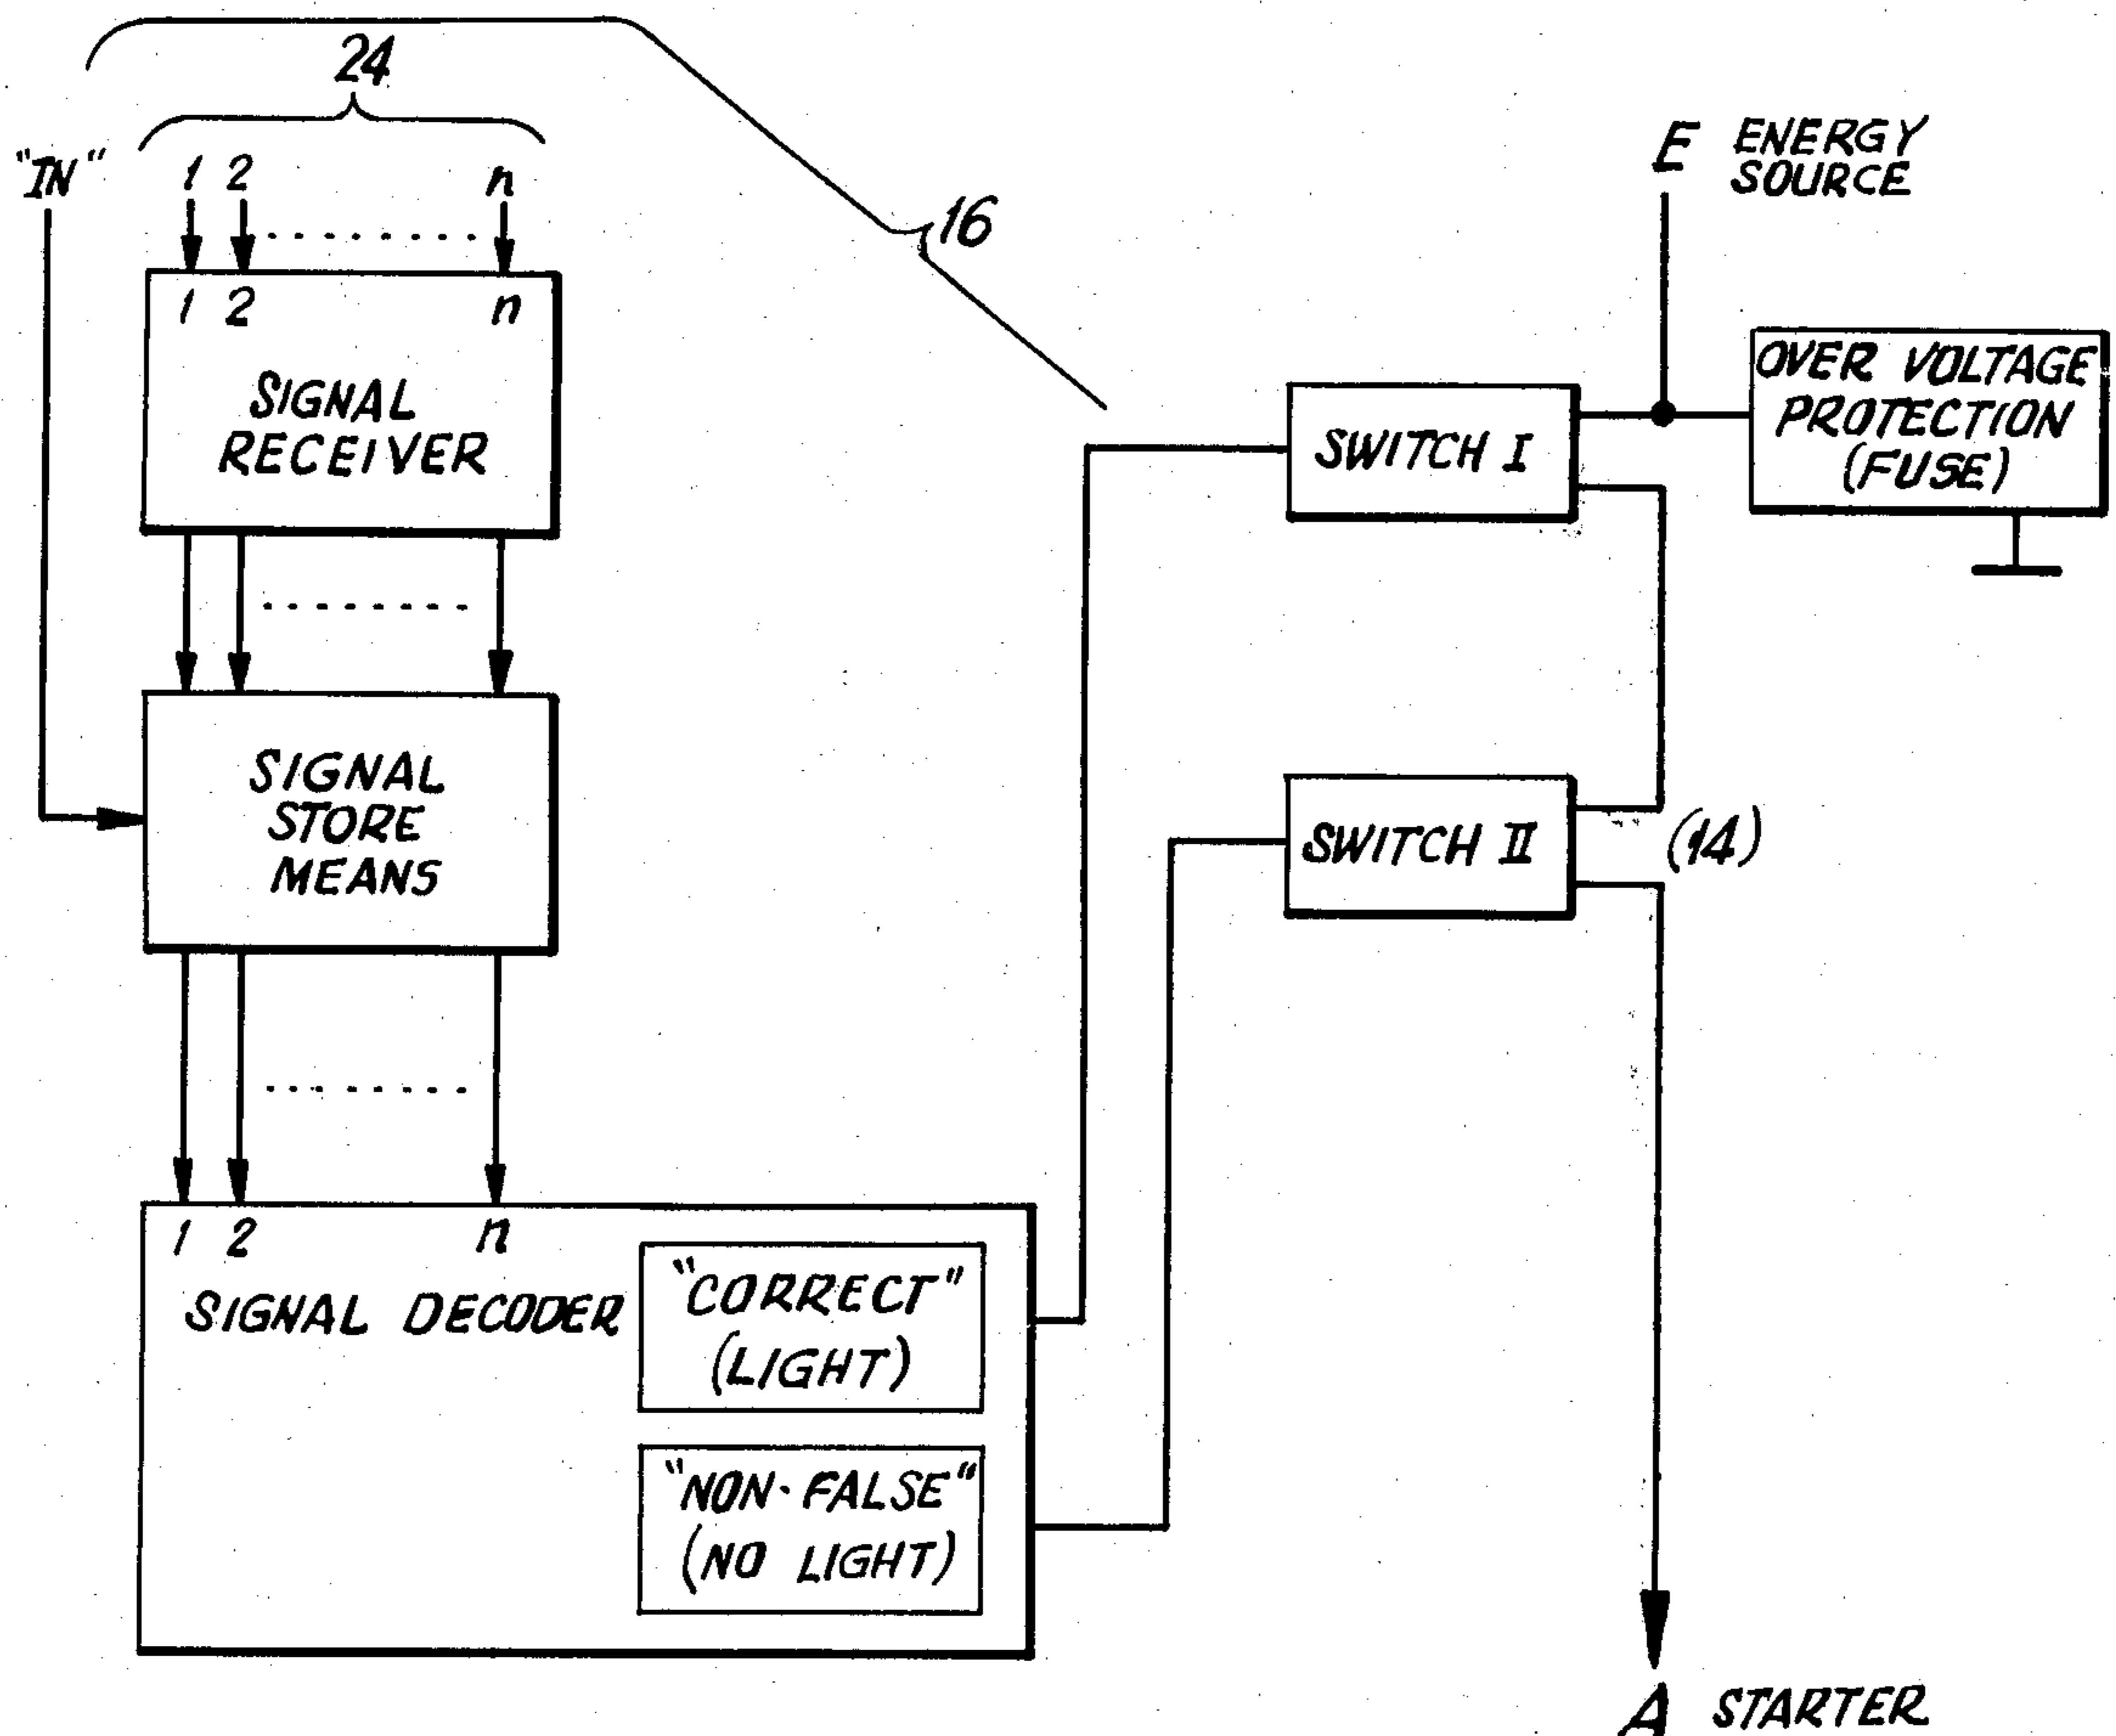 24
"IN"
1 2 n
1 2 n
SIGNAL
RECEIVER
16
E ENERGY
SOURCE
OVER VOLTAGE
PROTECTION
(FUSE)
SWITCH I
SIGNAL
STORE
MEANS
SWITCH II
(14)
1 2 n
SIGNAL DECODER
"CORRECT"
(LIGHT)
"NON-FALSE"
(NO LIGHT)
A STARTER